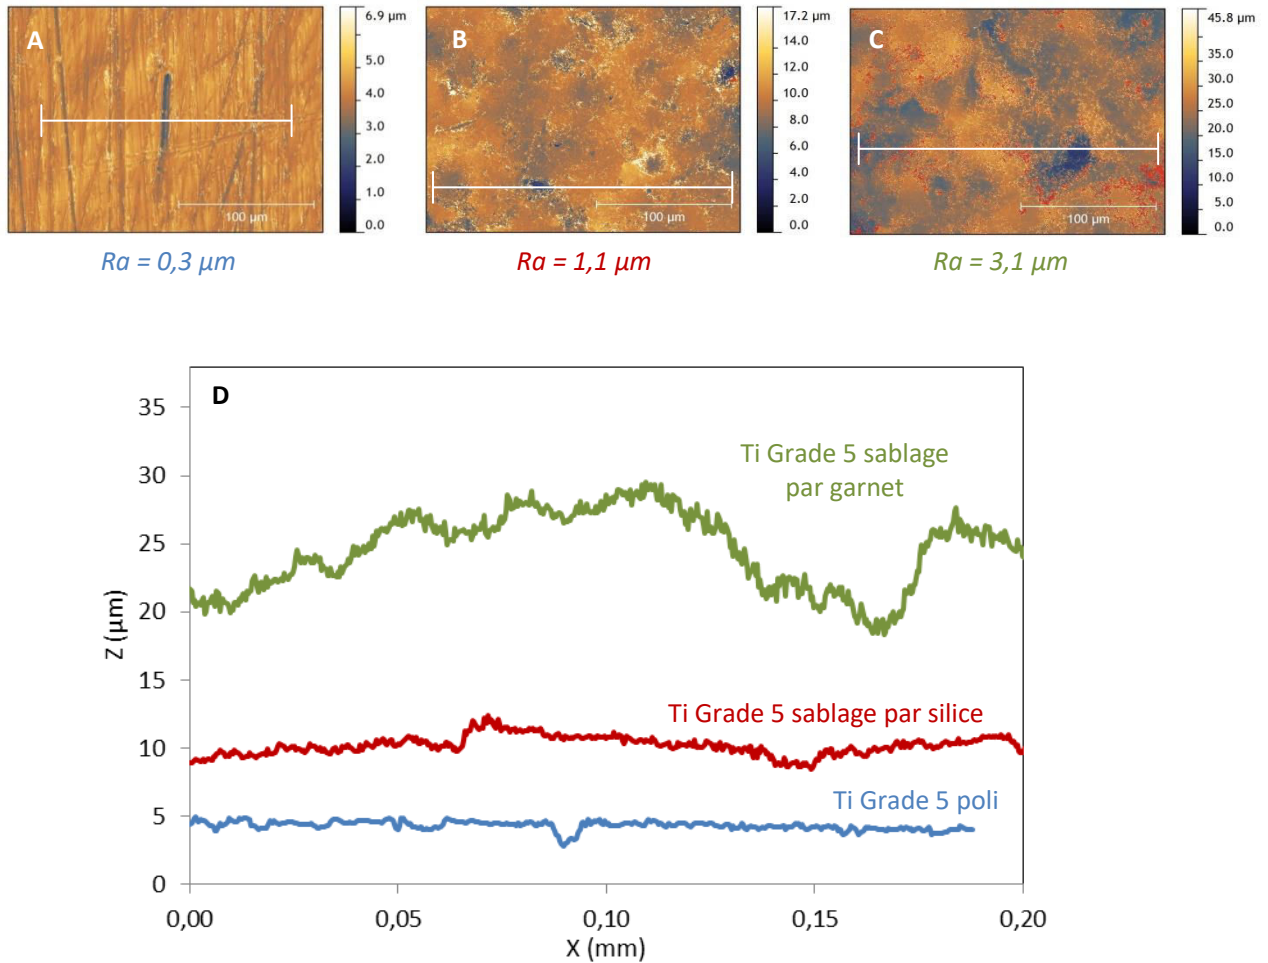 A
6.9 µm
5.0
4.0
3.0
2.0
1.0
0.0
100 µm
Ra = 0,3 µm
B
17.2 µm
14.0
12.0
10.0
8.0
6.0
4.0
2.0
0.0
100 µm
Ra = 1,1 µm
C
45.8 µm
40.0
35.0
30.0
25.0
20.0
15.0
10.0
5.0
0.0
100 µm
Ra = 3,1 µm
D
Z (µm)
35
30
25
20
15
10
5
0
Ti Grade 5 sablage
par garnet
Ti Grade 5 sablage par silice
Ti Grade 5 poli
0,00
0,05
0,10
0,15
0,20
X (mm)